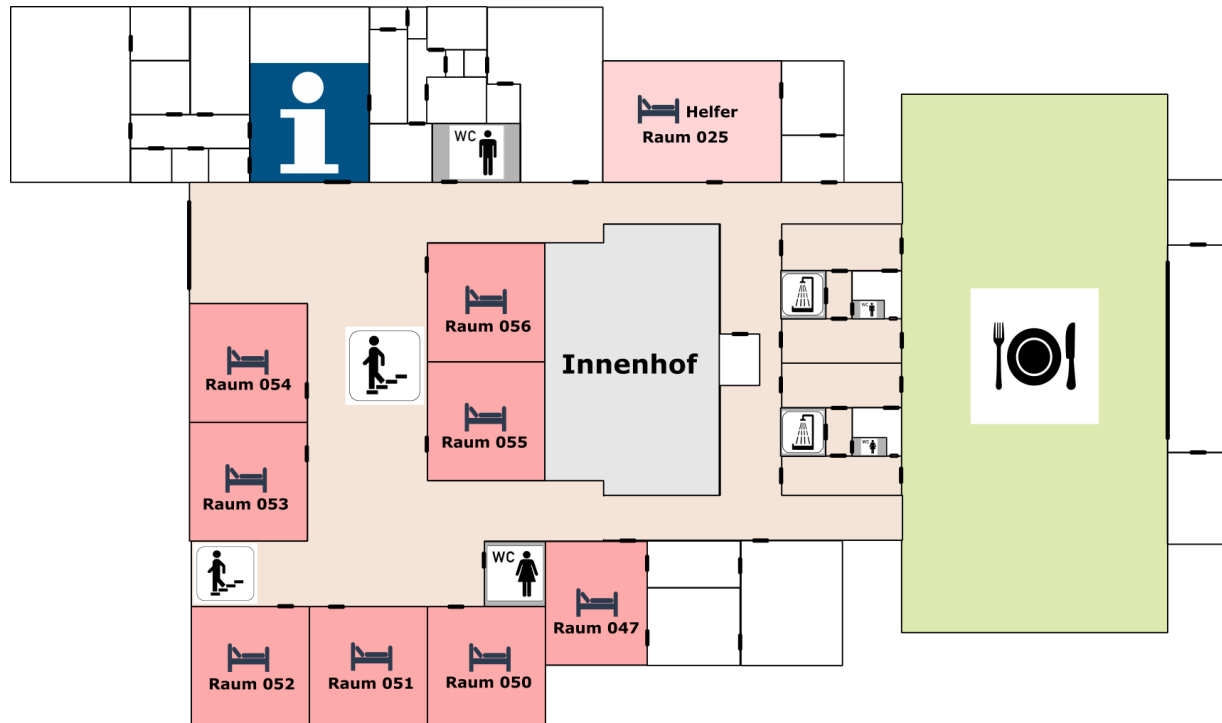 i
WC
Helfer
Raum 025
Raum 056
Innenhof
WC
Raum 054
Raum 055
WC
Raum 053
WC
Raum 047
Raum 052
Raum 051
Raum 050